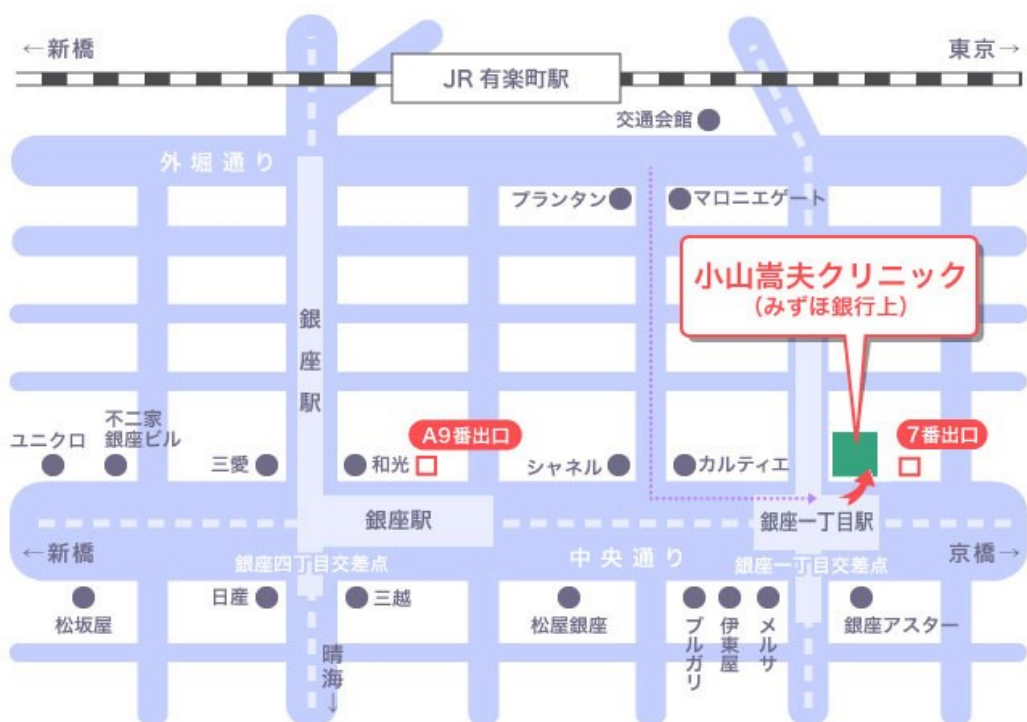 ←新橋
東京→
JR 有楽町駅
交通会館
外堀通り
プランタン
マロニエゲート
小山嵩夫クリニック
(みずほ銀行上)
銀座駅
ユニクロ
不二家
銀座ビル
三愛
和光
A9番出口
シャネル
カルティエ
7番出口
銀座駅
銀座一丁目駅
←新橋
銀座四丁目交差点
中央通り
銀座一丁目交差点
京橋→
松坂屋
日産
三越
松屋銀座
ブルガリ
伊東屋
メルサ
銀座アスター
晴海→